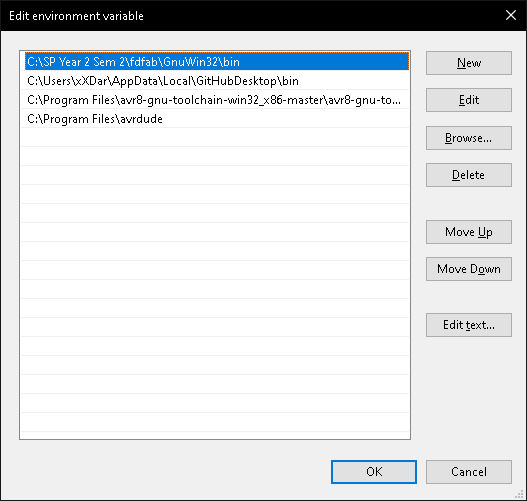 Edit environment variable
C:\SP Year 2 Sem 2\fdfab\GnuWin32\bin
C:\Users\xXDar\AppData\Local\GitHubDesktop\bin
C:\Program Files\avr8-gnu-toolchain-win32_x86-master\avr8-gnu-to...
C:\Program Files\avrdude
New
Edit
Browse...
Delete
Move Up
Move Down
Edit text...
OK
Cancel